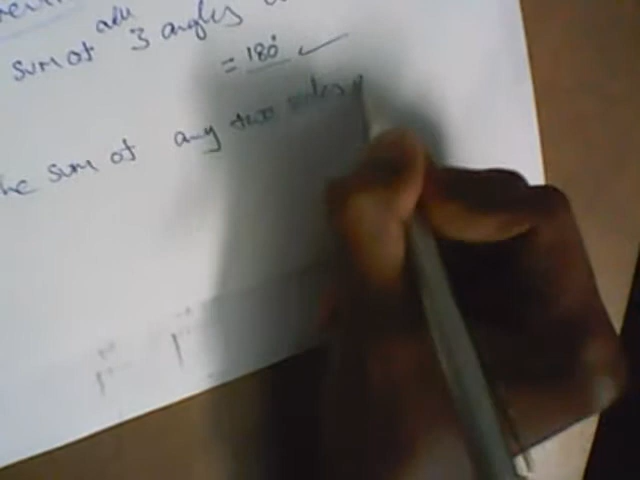 sum of all 3 angles
= 180°
he sum of any two sides